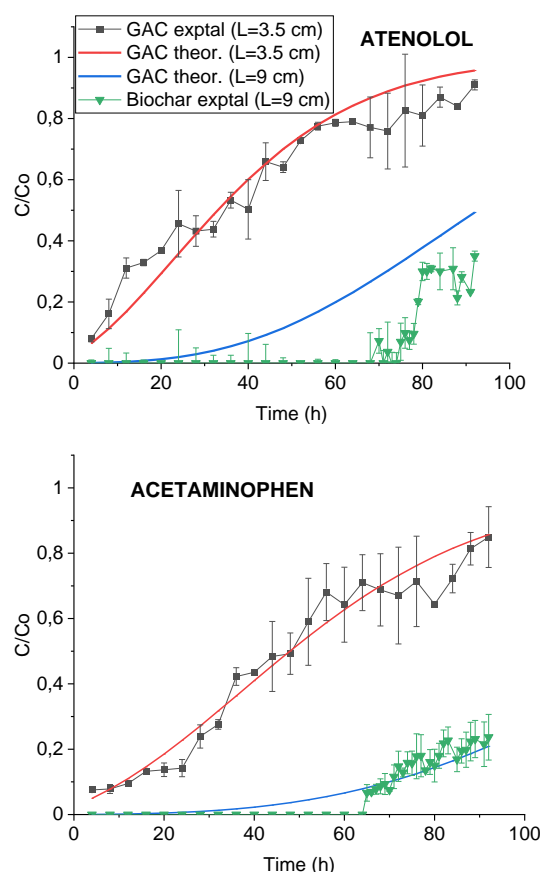 GAC exptal (L=3.5 cm)
GAC theor. (L=3.5 cm)
GAC theor. (L=9 cm)
Biochar exptal (L=9 cm)
ATENOLOL
1
0,8
0,6
0,4
0,2
0
C/Co
0 20 40 60 80 100
Time (h)
ACETAMINOPHEN
1
0,8
0,6
0,4
0,2
0
C/Co
0 20 40 60 80 100
Time (h)